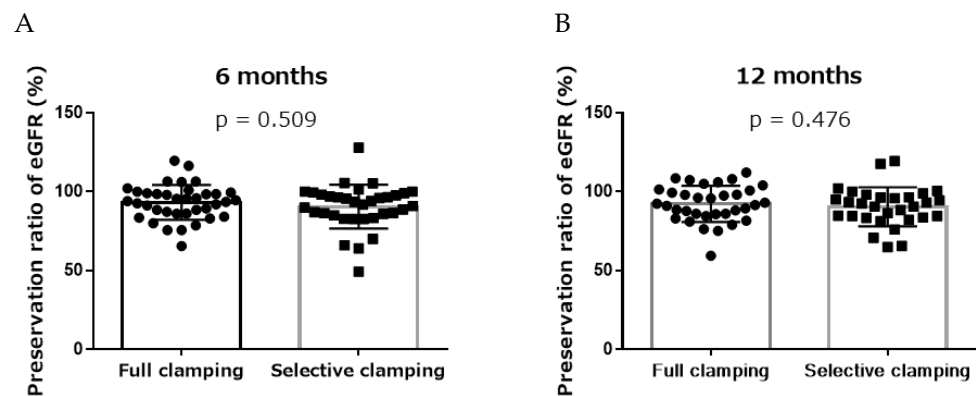 A
6 months
p = 0.509
Preservation ratio of eGFR (%)
150
100
50
0
Full clamping
Selective clamping
B
12 months
p = 0.476
Preservation ratio of eGFR (%)
150
100
50
0
Full clamping
Selective clamping